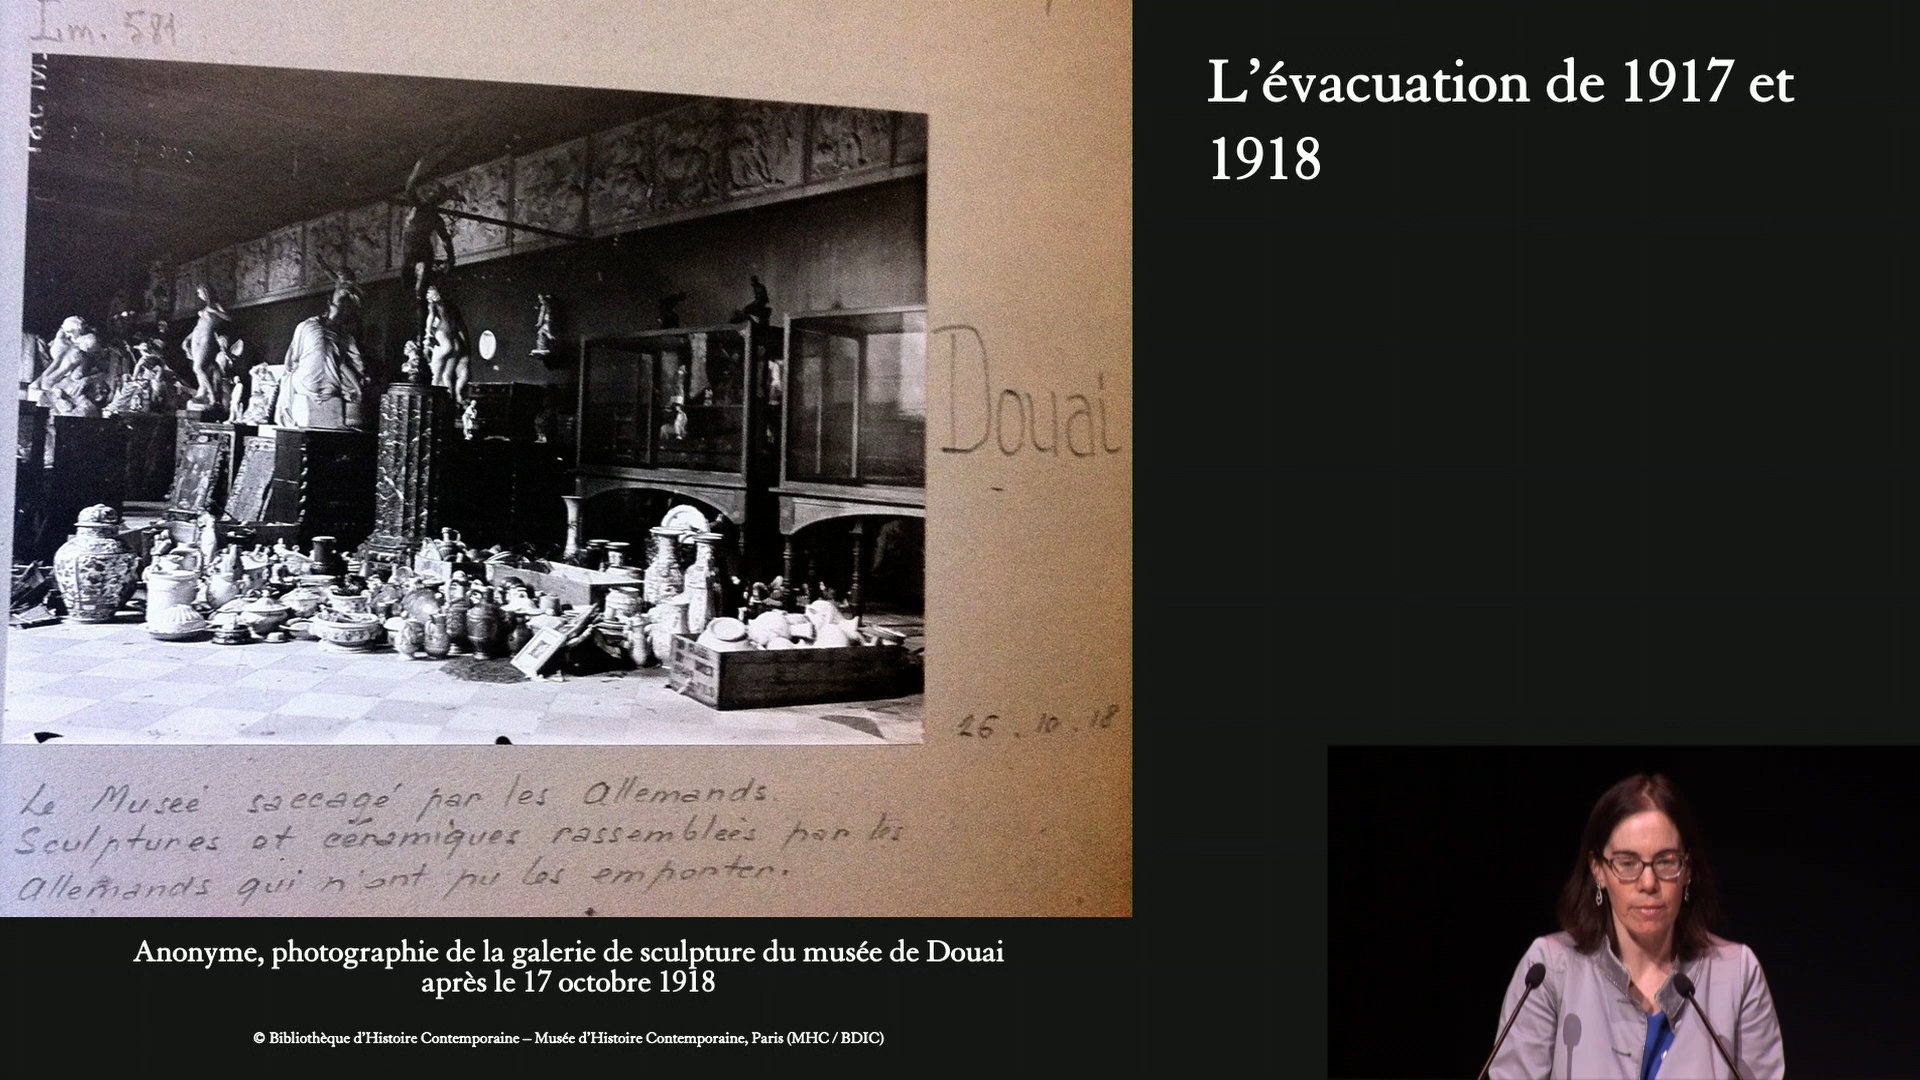 Im. 581
L'évacuation de 1917 et
1918
Douai
26.10.18
Le Museé saccagé par les Allemands.
Sculptures et céramiques rassembleés par les
Allemands qui n'ont pu les emporter.
Anonyme, photographie de la galerie de sculpture du musée de Douai
après le 17 octobre 1918
© Bibliothèque d'Histoire Contemporaine – Musée d'Histoire Contemporaine, Paris (MHC / BDIC)